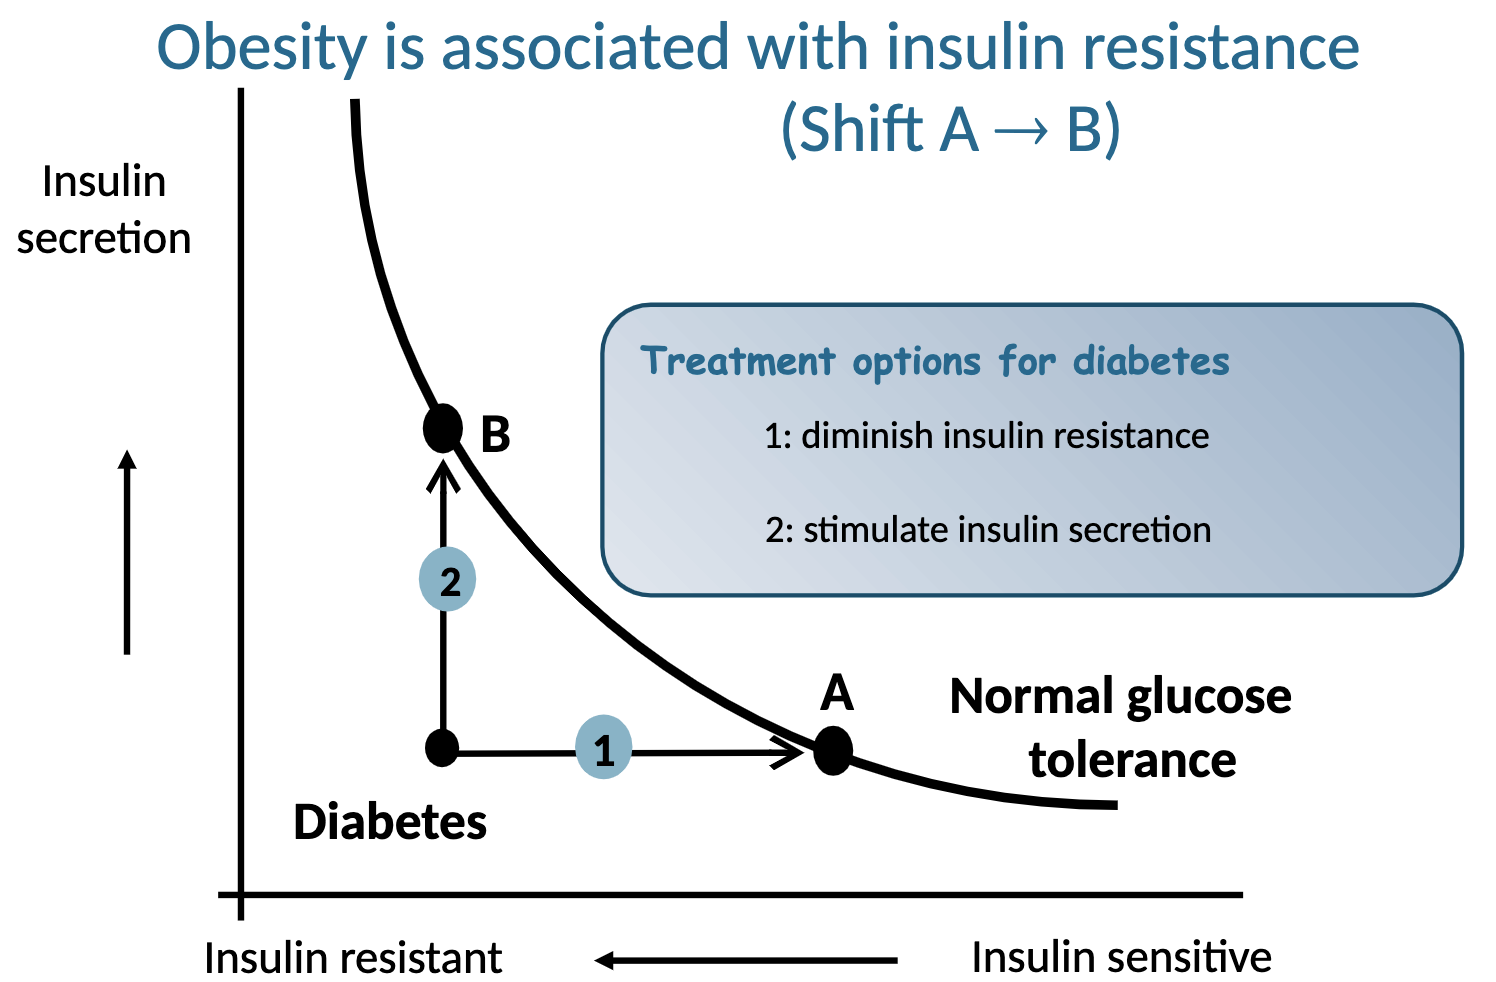 Obesity is associated with insulin resistance
(Shift A → B)
Insulin
secretion
Treatment options for diabetes
1: diminish insulin resistance
2: stimulate insulin secretion
B
2
A
Normal glucose
tolerance
1
Diabetes
Insulin resistant
Insulin sensitive